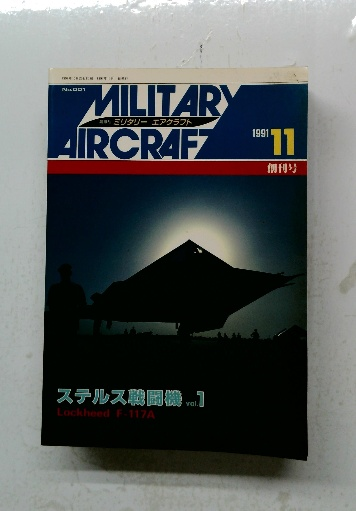 No.001
MILITARY
ミリタリー エアクラフト
AIRCRAFT
1991 11
創刊号
ステルス戦闘機 vol.1
Lockheed F-117A